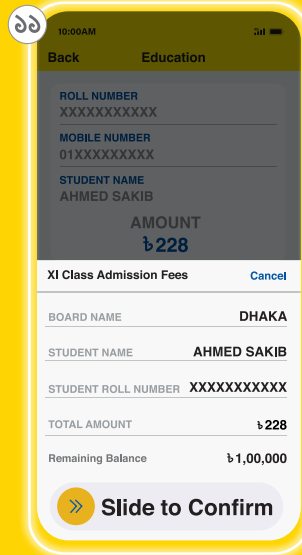 ১১
10:00AM
Back Education
ROLL NUMBER
XXXXXXXXXXX
MOBILE NUMBER
01XXXXXXXXX
STUDENT NAME
AHMED SAKIB
AMOUNT
৳228
XI Class Admission Fees Cancel
BOARD NAME DHAKA
STUDENT NAME AHMED SAKIB
STUDENT ROLL NUMBER XXXXXXXXXXX
TOTAL AMOUNT ৳228
Remaining Balance ৳1,00,000
Slide to Confirm